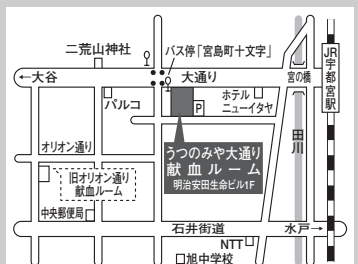 二荒山神社
バス停「宮島町十文字」
JR宇都宮駅
←大谷
大通り
宮の橋
パルコ
P
ホテル
ニューイタヤ
田川
オリオン通り
うつのみや大通り
献血ルーム
明治安田生命ビル1F
旧オリオン通り
献血ルーム
中央郵便局
石井街道
水戸→
NTT
旭中学校